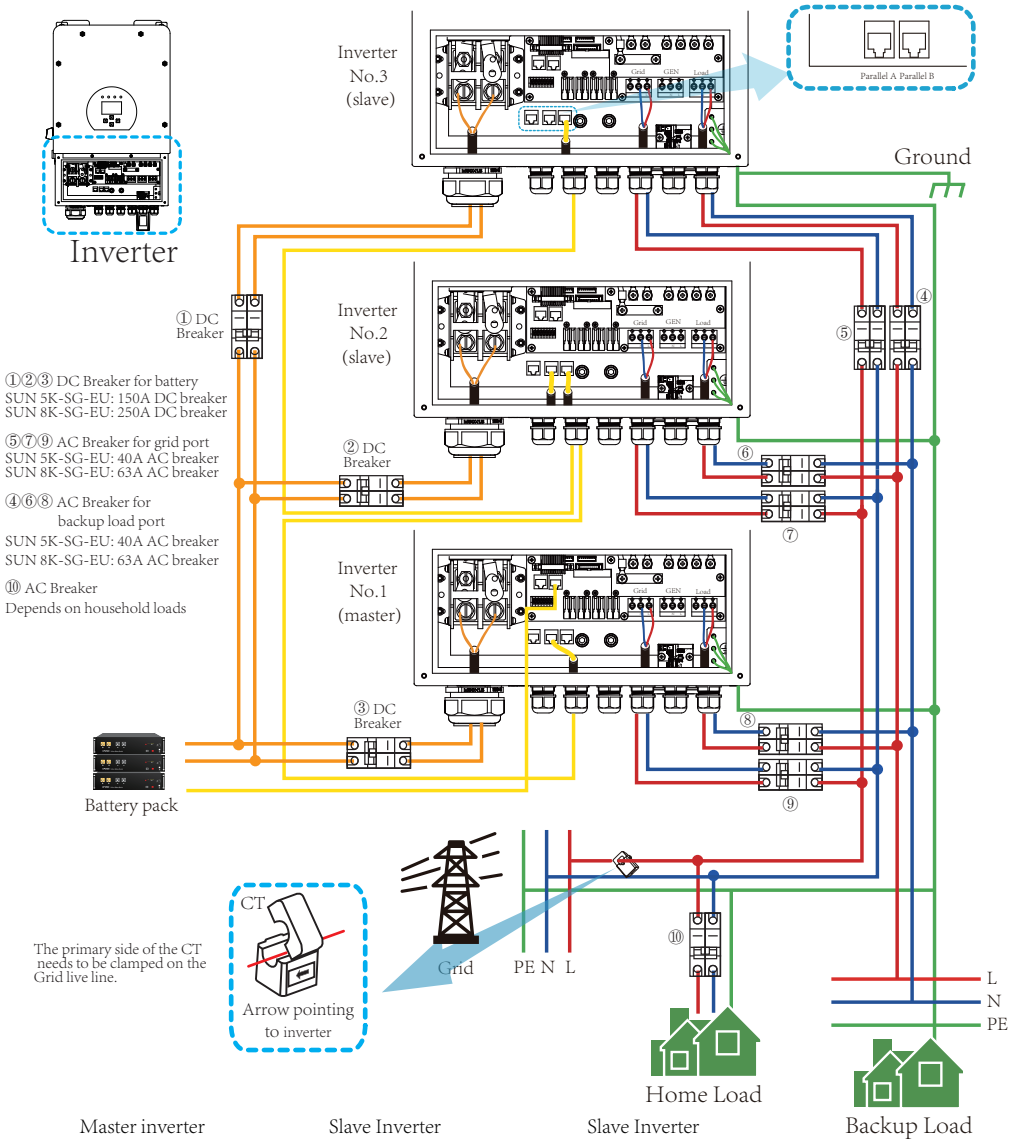 Inverter
No.3
(slave)
Grid
GEN
Load
Parallel A Parallel B
Ground
Inverter
① DC
Breaker
Inverter
No.2
(slave)
Grid
GEN
Load
④
⑤
①②③ DC Breaker for battery
SUN 5K-SG-EU: 150A DC breaker
SUN 8K-SG-EU: 250A DC breaker
⑤⑦⑨ AC Breaker for grid port
SUN 5K-SG-EU: 40A AC breaker
SUN 8K-SG-EU: 63A AC breaker
④⑥⑧ AC Breaker for
backup load port
SUN 5K-SG-EU: 40A AC breaker
SUN 8K-SG-EU: 63A AC breaker
⑩ AC Breaker
Depends on household loads
② DC
Breaker
⑥
⑦
Inverter
No.1
(master)
Grid
GEN
Load
③ DC
Breaker
⑧
⑨
Battery pack
CT
Arrow pointing
to inverter
The primary side of the CT
needs to be clamped on the
Grid live line.
Grid
PE N L
⑩
L
N
PE
Home Load
Backup Load
Master inverter
Slave Inverter
Slave Inverter